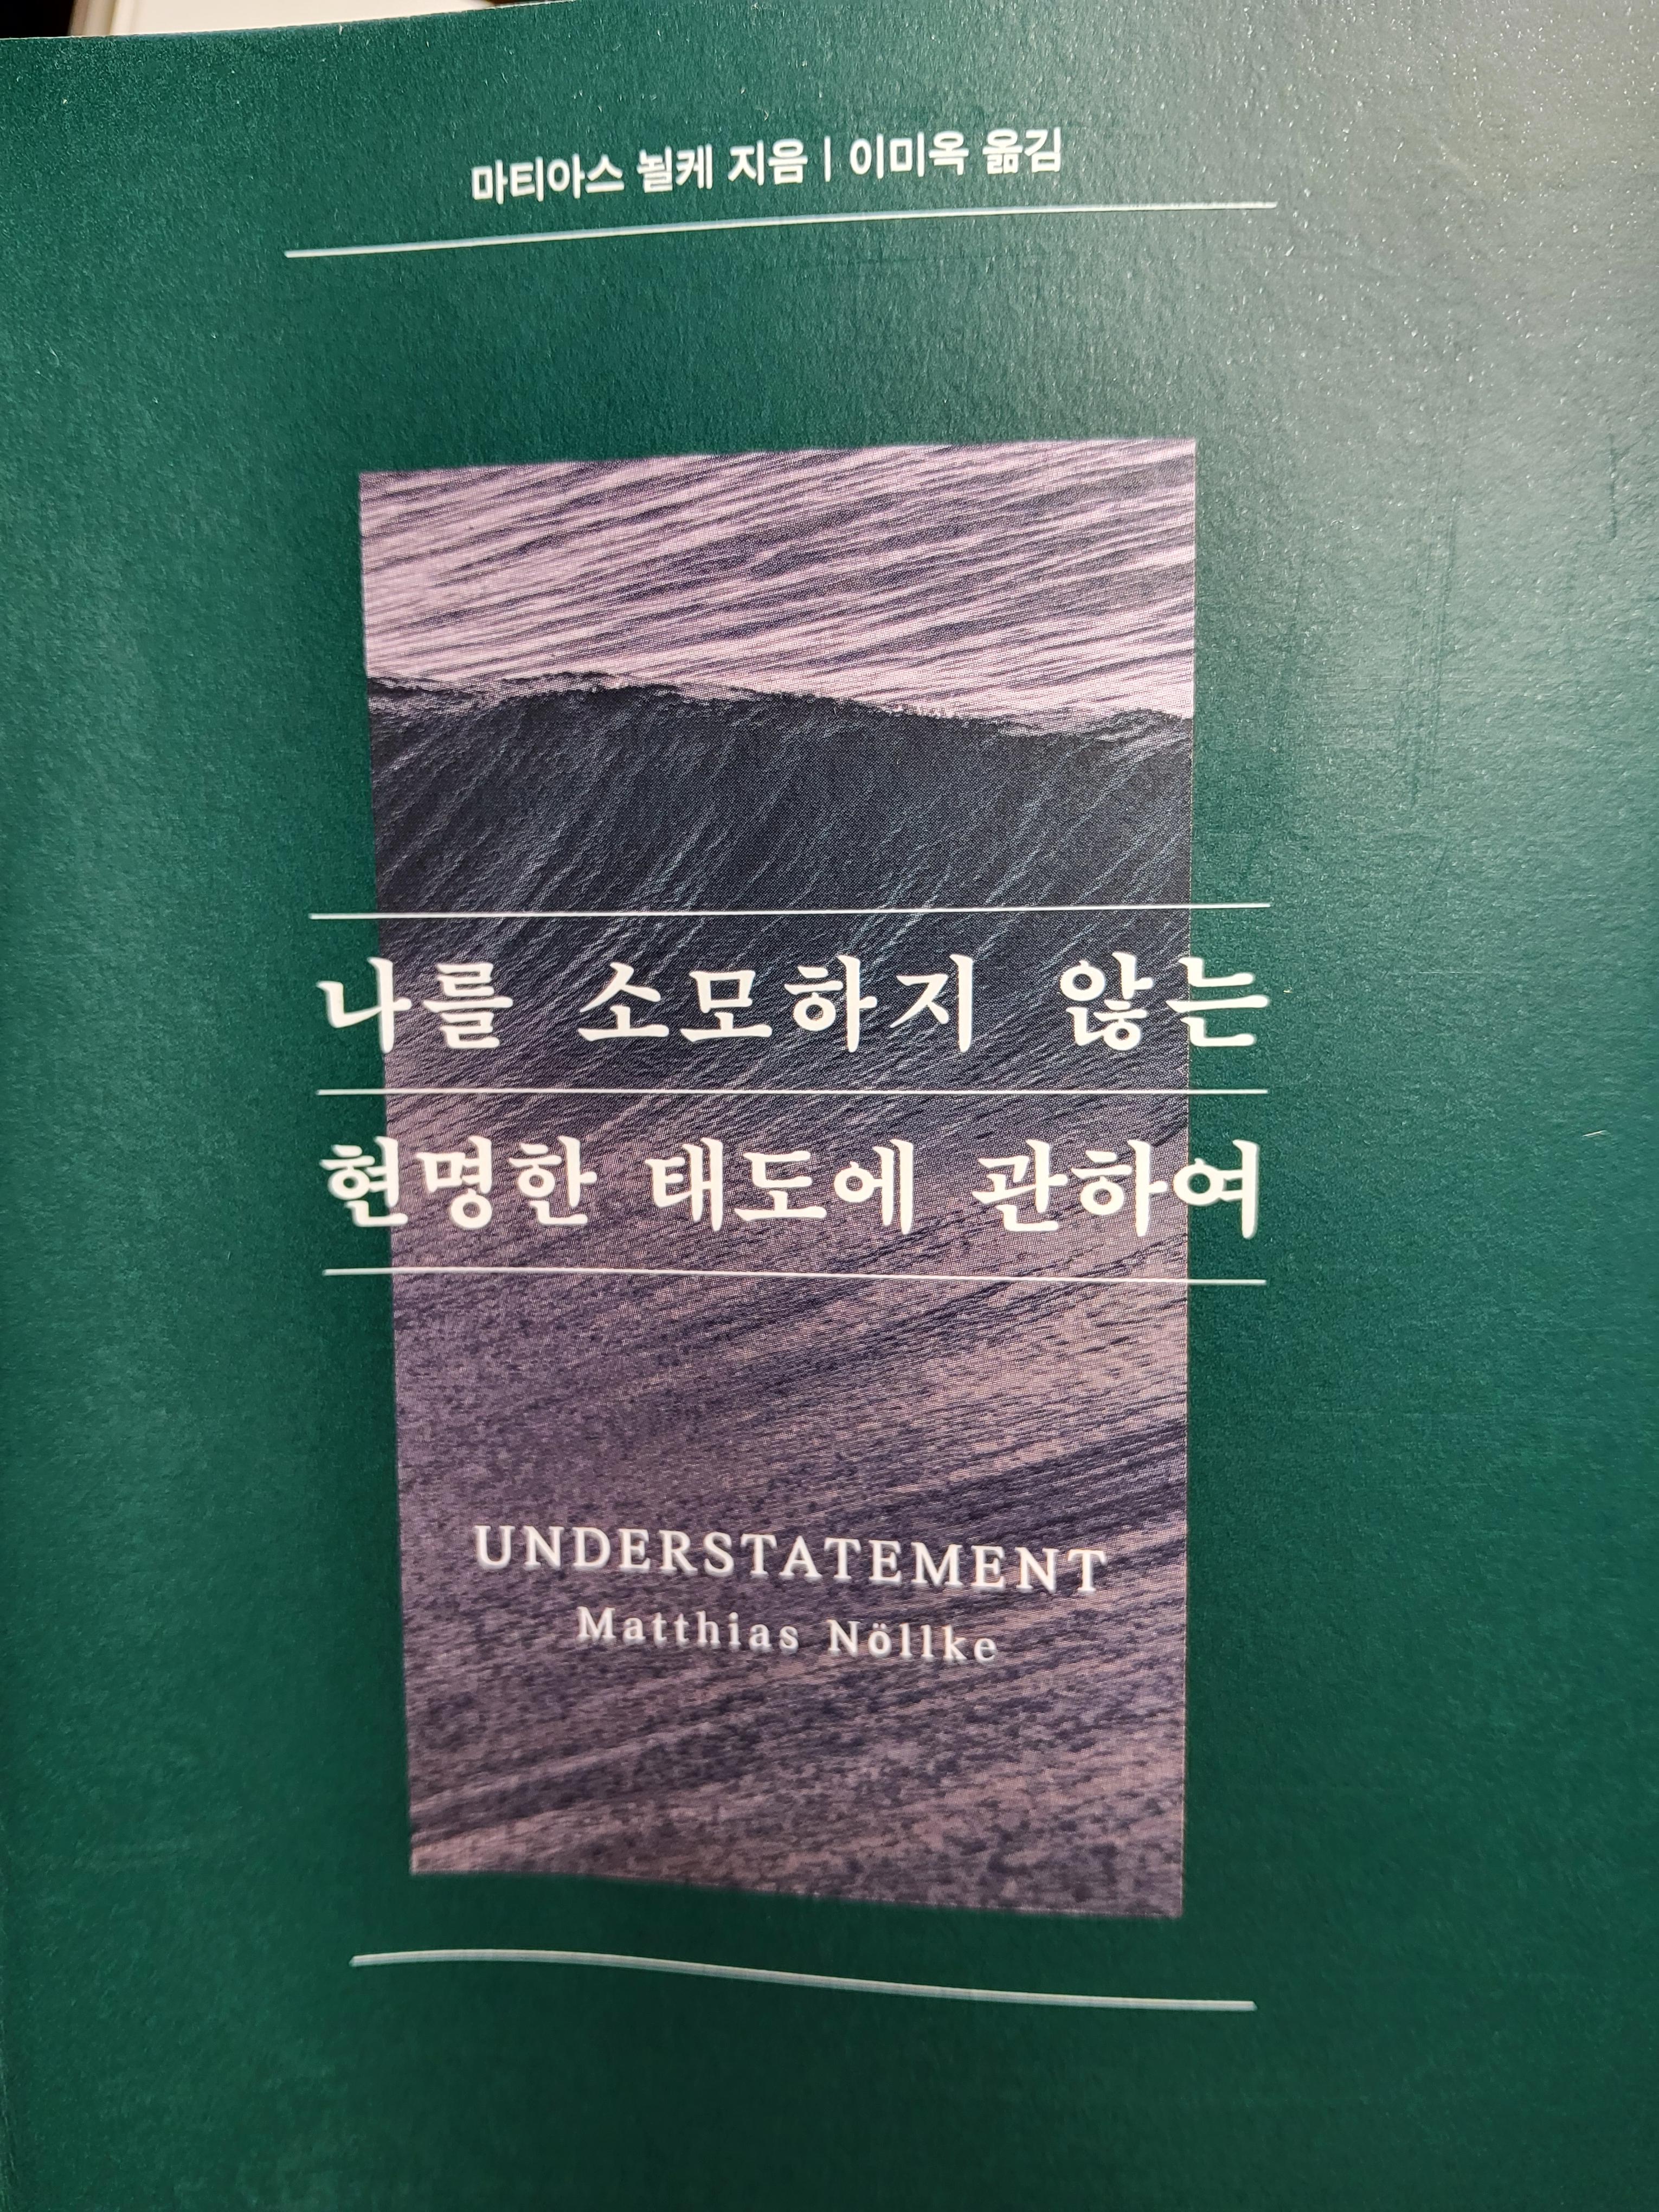 마티아스 뇔케 지음 | 이미옥 옮김
나를 소모하지 않는
현명한 태도에 관하여
UNDERSTATEMENT
Matthias Nöllke